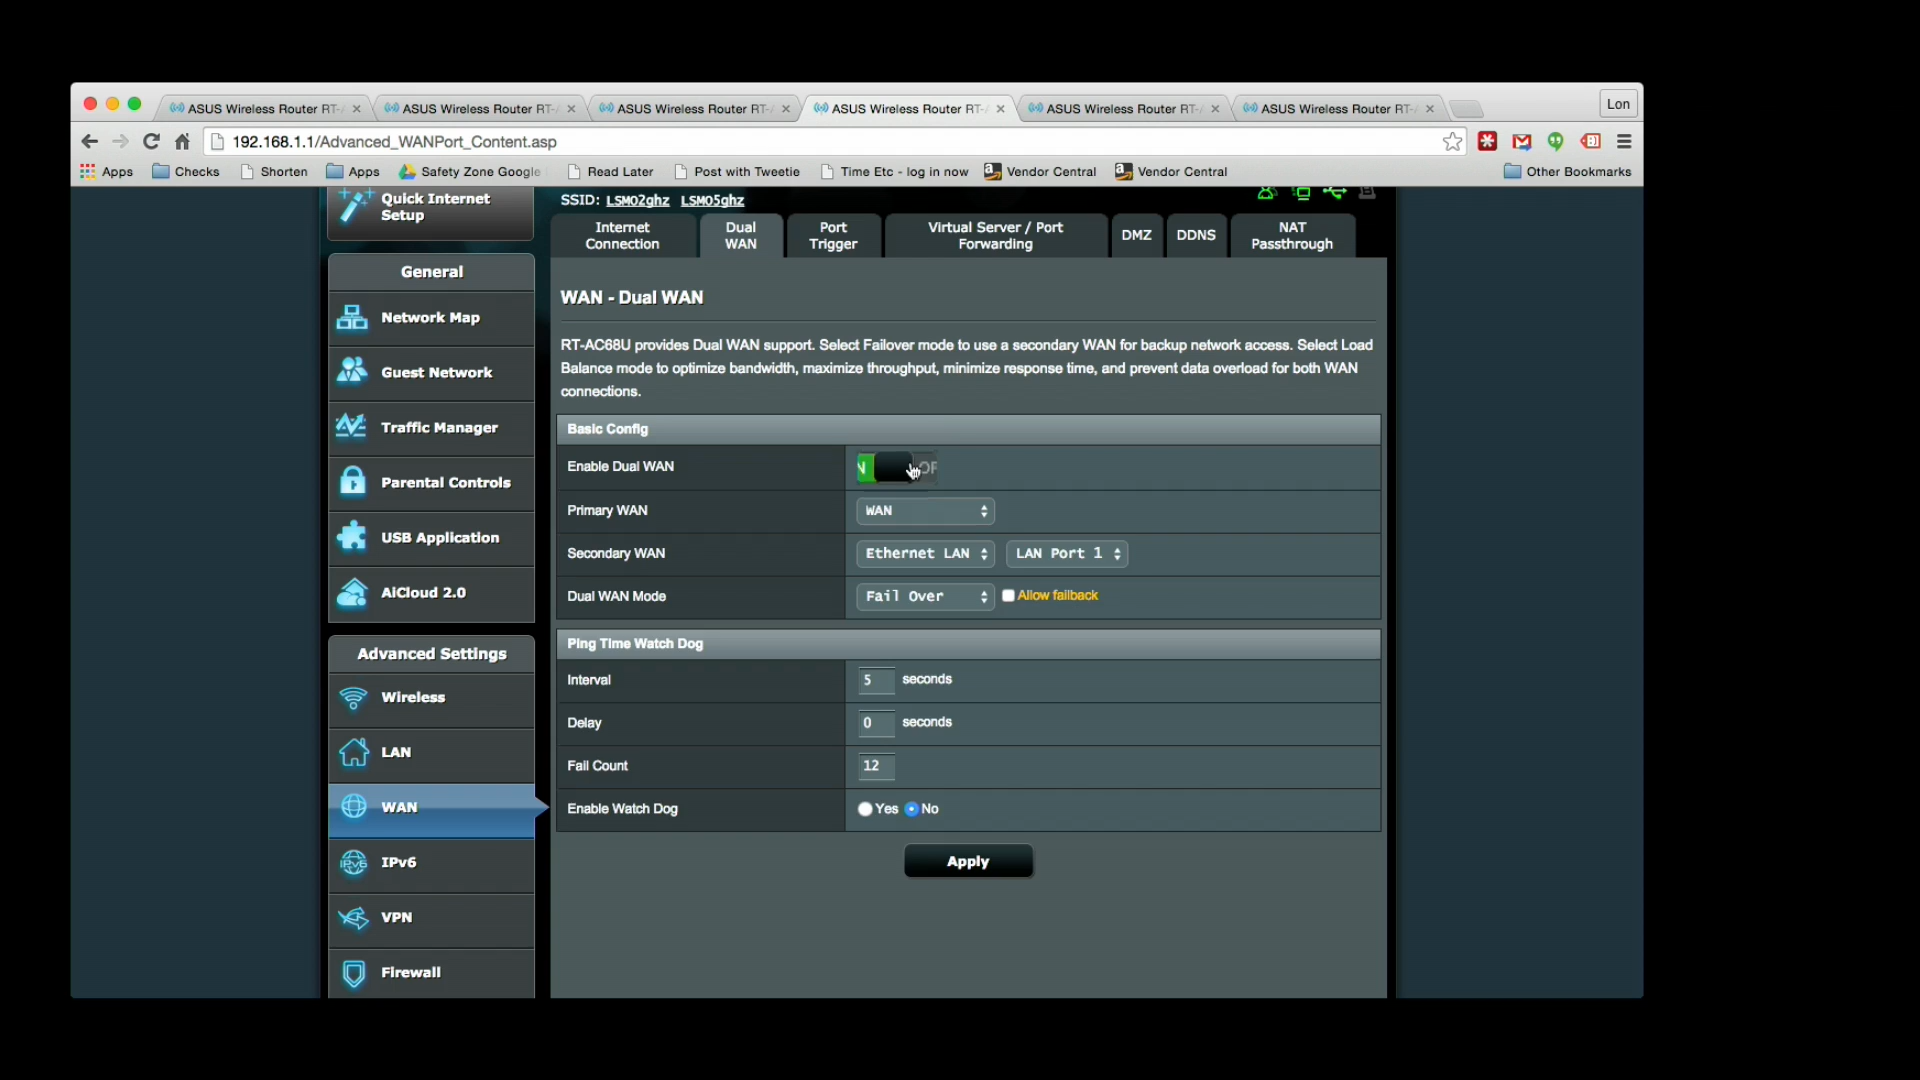 ASUS Wireless Router RT-
ASUS Wireless Router RT-
ASUS Wireless Router RT-
ASUS Wireless Router RT-
ASUS Wireless Router RT-
ASUS Wireless Router RT-
Lon
192.168.1.1/Advanced_WANPort_Content.asp
Apps
Checks
Shorten
Apps
Safety Zone Google
Read Later
Post with Tweetie
Time Etc - log in now
Vendor Central
Vendor Central
Other Bookmarks
Quick Internet
Setup
General
Network Map
Guest Network
Traffic Manager
Parental Controls
USB Application
AiCloud 2.0
Advanced Settings
Wireless
LAN
WAN
IPv6
VPN
Firewall
SSID: LSMO2ghz LSMO5ghz
Internet
Connection
Dual
WAN
Port
Trigger
Virtual Server / Port
Forwarding
DMZ
DDNS
NAT
Passthrough
WAN - Dual WAN
RT-AC68U provides Dual WAN support. Select Failover mode to use a secondary WAN for backup network access. Select Load
Balance mode to optimize bandwidth, maximize throughput, minimize response time, and prevent data overload for both WAN
connections.
Basic Config
Enable Dual WAN
Primary WAN WAN
Secondary WAN Ethernet LAN LAN Port 1
Dual WAN Mode Fail Over Allow failback
Ping Time Watch Dog
Interval 5 seconds
Delay 0 seconds
Fail Count 12
Enable Watch Dog Yes No
Apply